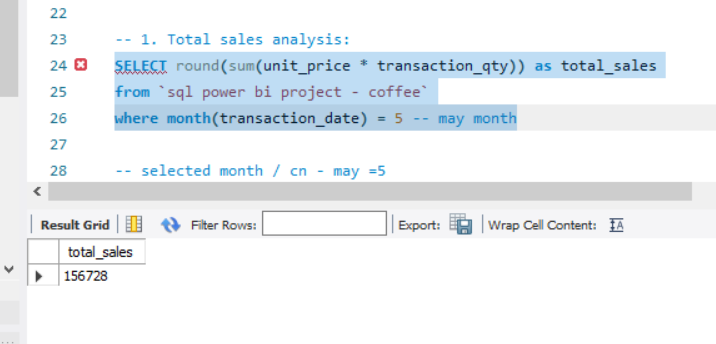 22
23 -- 1. Total sales analysis:
24 SELECT round(sum(unit_price * transaction_qty)) as total_sales
25 from `sql power bi project - coffee`
26 where month(transaction_date) = 5 -- may month
27
28 -- selected month / cn - may =5
Result Grid Filter Rows: Export: Wrap Cell Content: IA
total_sales
156728